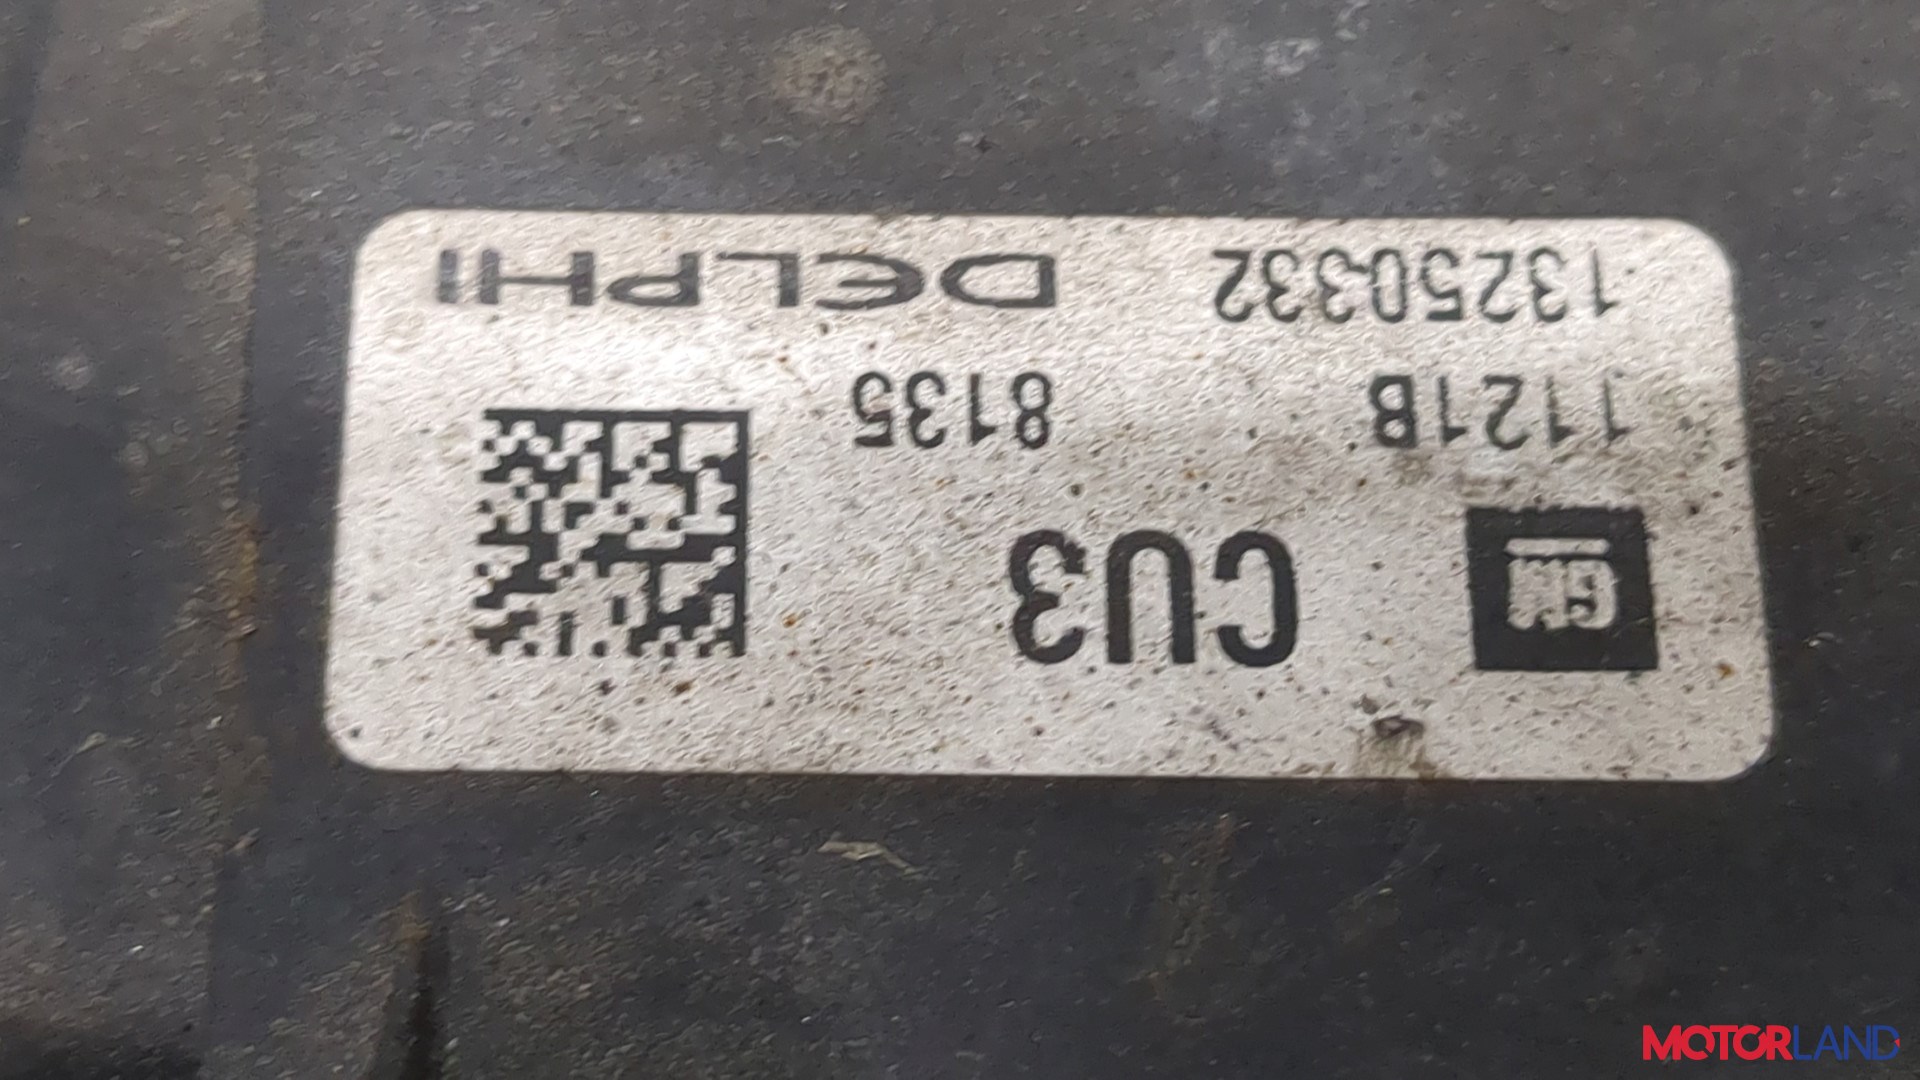 GM CU3
1121B 8135
13250332 DELPHI
MOTORLAND